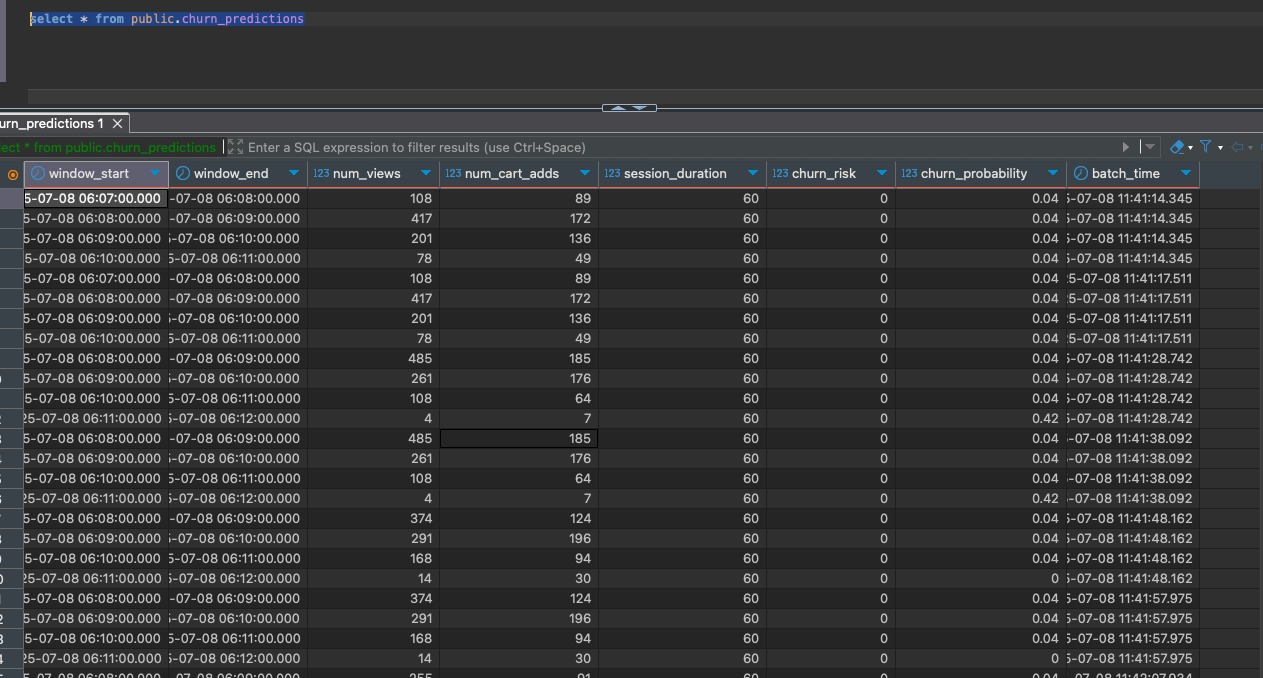 select * from public.churn_predictions
urn_predictions 1
ect * from public.churn_predictions Enter a SQL expression to filter results (use Ctrl+Space)
window_start window_end 123 num_views 123 num_cart_adds 123 session_duration 123 churn_risk 123 churn_probability batch_time
5-07-08 06:07:00.000 -07-08 06:08:00.000 108 89 60 0 0.04 5-07-08 11:41:14.345
5-07-08 06:08:00.000 -07-08 06:09:00.000 417 172 60 0 0.04 5-07-08 11:41:14.345
5-07-08 06:09:00.000 5-07-08 06:10:00.000 201 136 60 0 0.04 5-07-08 11:41:14.345
5-07-08 06:10:00.000 5-07-08 06:11:00.000 78 49 60 0 0.04 5-07-08 11:41:14.345
5-07-08 06:07:00.000 -07-08 06:08:00.000 108 89 60 0 0.04 25-07-08 11:41:17.511
5-07-08 06:08:00.000 -07-08 06:09:00.000 417 172 60 0 0.04 25-07-08 11:41:17.511
5-07-08 06:09:00.000 5-07-08 06:10:00.000 201 136 60 0 0.04 25-07-08 11:41:17.511
5-07-08 06:10:00.000 5-07-08 06:11:00.000 78 49 60 0 0.04 25-07-08 11:41:17.511
5-07-08 06:08:00.000 -07-08 06:09:00.000 485 185 60 0 0.04 5-07-08 11:41:28.742
5-07-08 06:09:00.000 5-07-08 06:10:00.000 261 176 60 0 0.04 5-07-08 11:41:28.742
5-07-08 06:10:00.000 5-07-08 06:11:00.000 108 64 60 0 0.04 5-07-08 11:41:28.742
25-07-08 06:11:00.000 5-07-08 06:12:00.000 4 7 60 0 0.42 5-07-08 11:41:28.742
5-07-08 06:08:00.000 -07-08 06:09:00.000 485 185 60 0 0.04 -07-08 11:41:38.092
5-07-08 06:09:00.000 5-07-08 06:10:00.000 261 176 60 0 0.04 -07-08 11:41:38.092
5-07-08 06:10:00.000 5-07-08 06:11:00.000 108 64 60 0 0.04 -07-08 11:41:38.092
25-07-08 06:11:00.000 5-07-08 06:12:00.000 4 7 60 0 0.42 -07-08 11:41:38.092
5-07-08 06:08:00.000 -07-08 06:09:00.000 374 124 60 0 0.04 5-07-08 11:41:48.162
5-07-08 06:09:00.000 5-07-08 06:10:00.000 291 196 60 0 0.04 5-07-08 11:41:48.162
5-07-08 06:10:00.000 5-07-08 06:11:00.000 168 94 60 0 0.04 5-07-08 11:41:48.162
25-07-08 06:11:00.000 5-07-08 06:12:00.000 14 30 60 0 0 5-07-08 11:41:48.162
5-07-08 06:08:00.000 -07-08 06:09:00.000 374 124 60 0 0.04 5-07-08 11:41:57.975
5-07-08 06:09:00.000 5-07-08 06:10:00.000 291 196 60 0 0.04 5-07-08 11:41:57.975
5-07-08 06:10:00.000 5-07-08 06:11:00.000 168 94 60 0 0.04 5-07-08 11:41:57.975
25-07-08 06:11:00.000 5-07-08 06:12:00.000 14 30 60 0 0 5-07-08 11:41:57.975